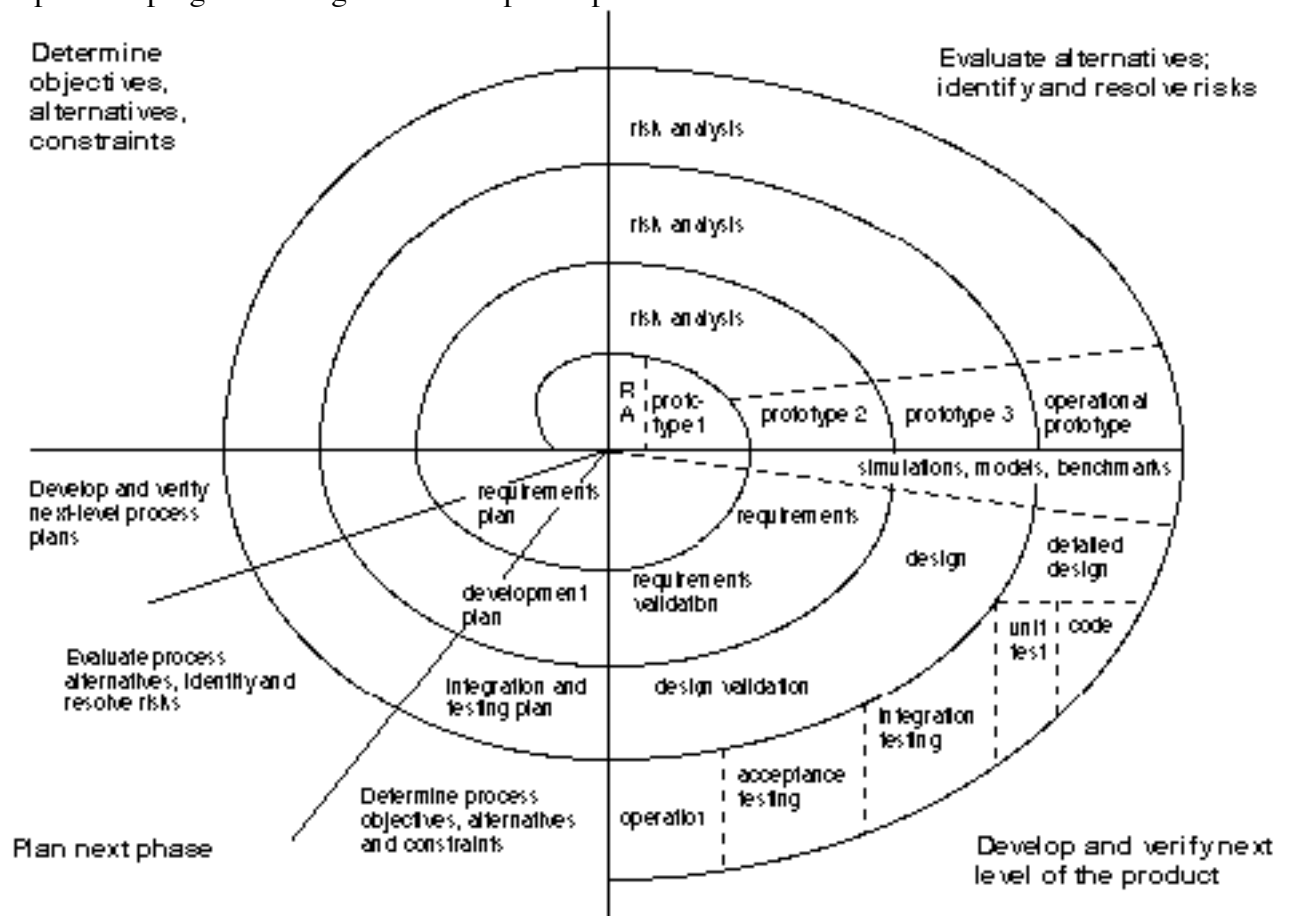 Determine
objectives,
alternatives,
constraints
Evaluate alternatives;
identify and resolve risks
risk analysis
risk analysis
risk analysis
R
A
proto-
type 1
prototype 2
prototype 3
operational
prototype
simulations, models, benchmarks
Develop and verify
next-level process
plans
requirements
plan
requirements
design
detailed
design
development
plan
requirements
validation
unit
test
code
Evaluate process
alternatives, identify and
resolve risks
integration and
testing plan
design validation
integration
testing
acceptance
testing
operation
Determine process
objectives, alternatives
and constraints
Plan next phase
Develop and verify next
level of the product